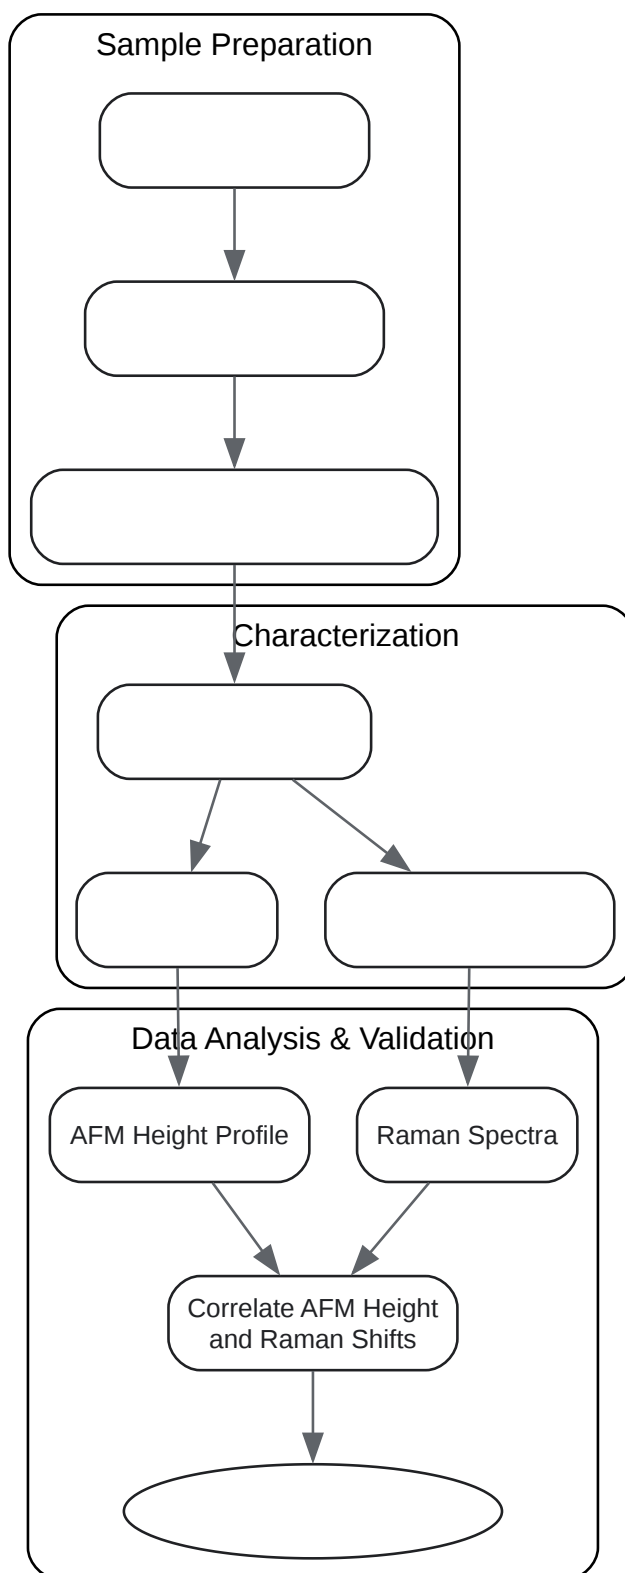 Sample Preparation
Characterization
Data Analysis & Validation
AFM Height Profile
Raman Spectra
Correlate AFM Height
and Raman Shifts